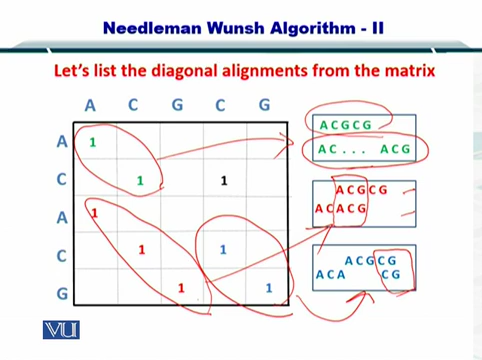 Needleman Wunsh Algorithm - II
Let's list the diagonal alignments from the matrix
A C G C G
A 1
C 1 1
A 1
C 1 1
G 1 1
A C G C G
A C . . . A C G
A C G C G
A C A C G
A C G C G
A C A C G
VU